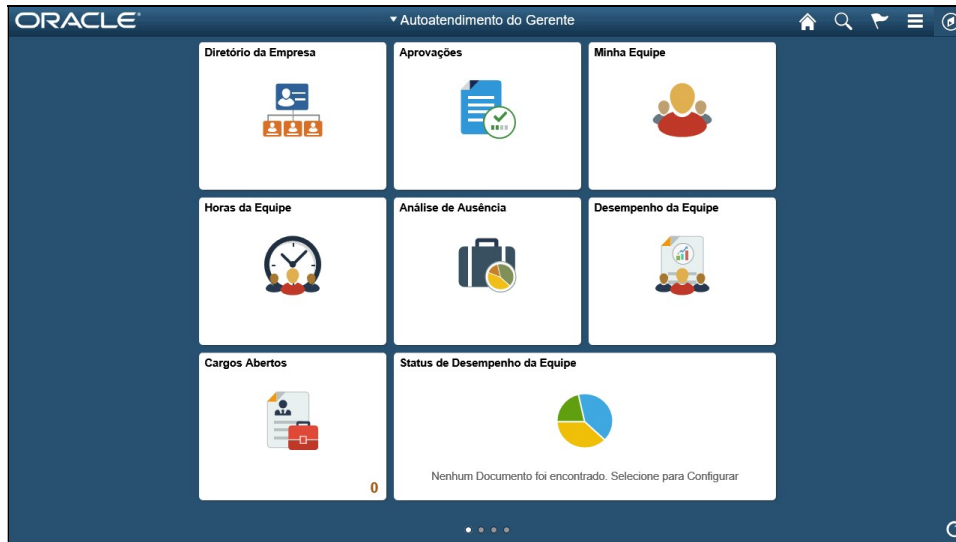 ORACLE
Autoatendimento do Gerente
Diretório da Empresa
Aprovações
Minha Equipe
Horas da Equipe
Análise de Ausência
Desempenho da Equipe
Cargos Abertos
0
Status de Desempenho da Equipe
Nenhum Documento foi encontrado. Selecione para Configurar